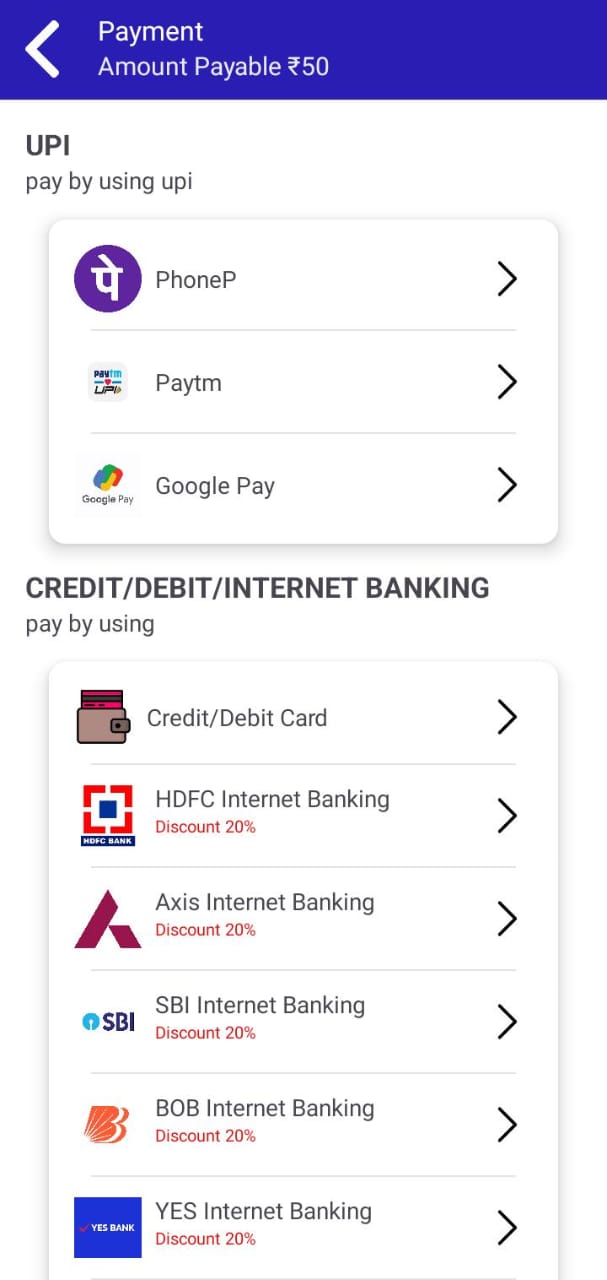 Payment
Amount Payable ₹50
UPI
pay by using upi
पे
PhoneP
paytm
UPI
Paytm
Google Pay
Google Pay
CREDIT/DEBIT/INTERNET BANKING
pay by using
Credit/Debit Card
HDFC BANK
HDFC Internet Banking
Discount 20%
Axis Internet Banking
Discount 20%
SBI
SBI Internet Banking
Discount 20%
BOB Internet Banking
Discount 20%
YES BANK
YES Internet Banking
Discount 20%